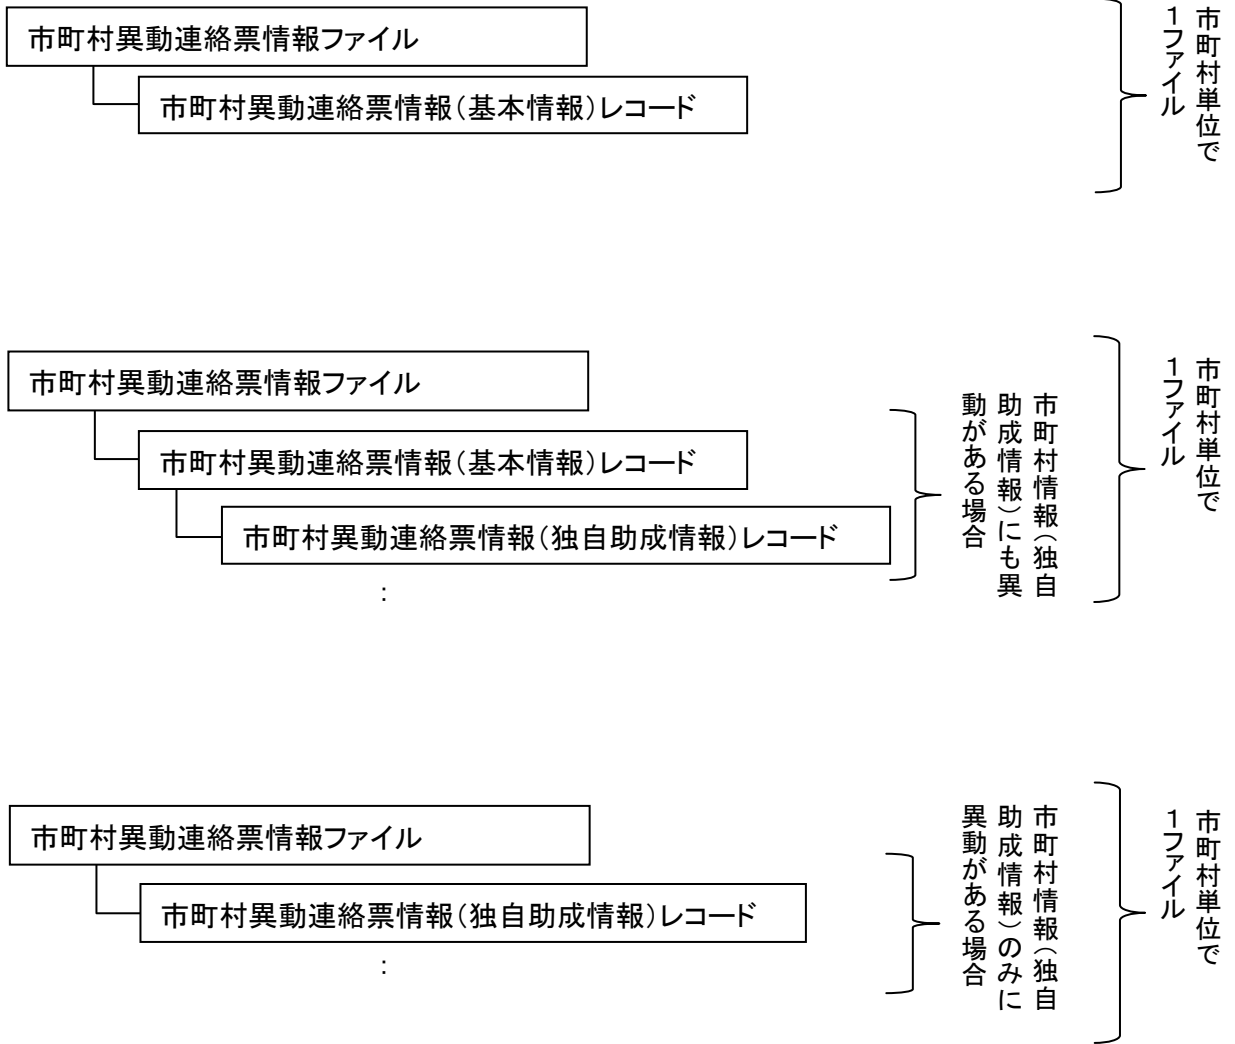 市町村異動連絡票情報ファイル
市町村異動連絡票情報（基本情報）レコード
市町村単位で
１ファイル
市町村異動連絡票情報ファイル
市町村異動連絡票情報（基本情報）レコード
市町村異動連絡票情報（独自助成情報）レコード
：
市町村情報（独自
助成情報）にも異
動がある場合
市町村単位で
１ファイル
市町村異動連絡票情報ファイル
市町村異動連絡票情報（独自助成情報）レコード
：
市町村情報（独自
助成情報）のみに
異動がある場合
市町村単位で
１ファイル